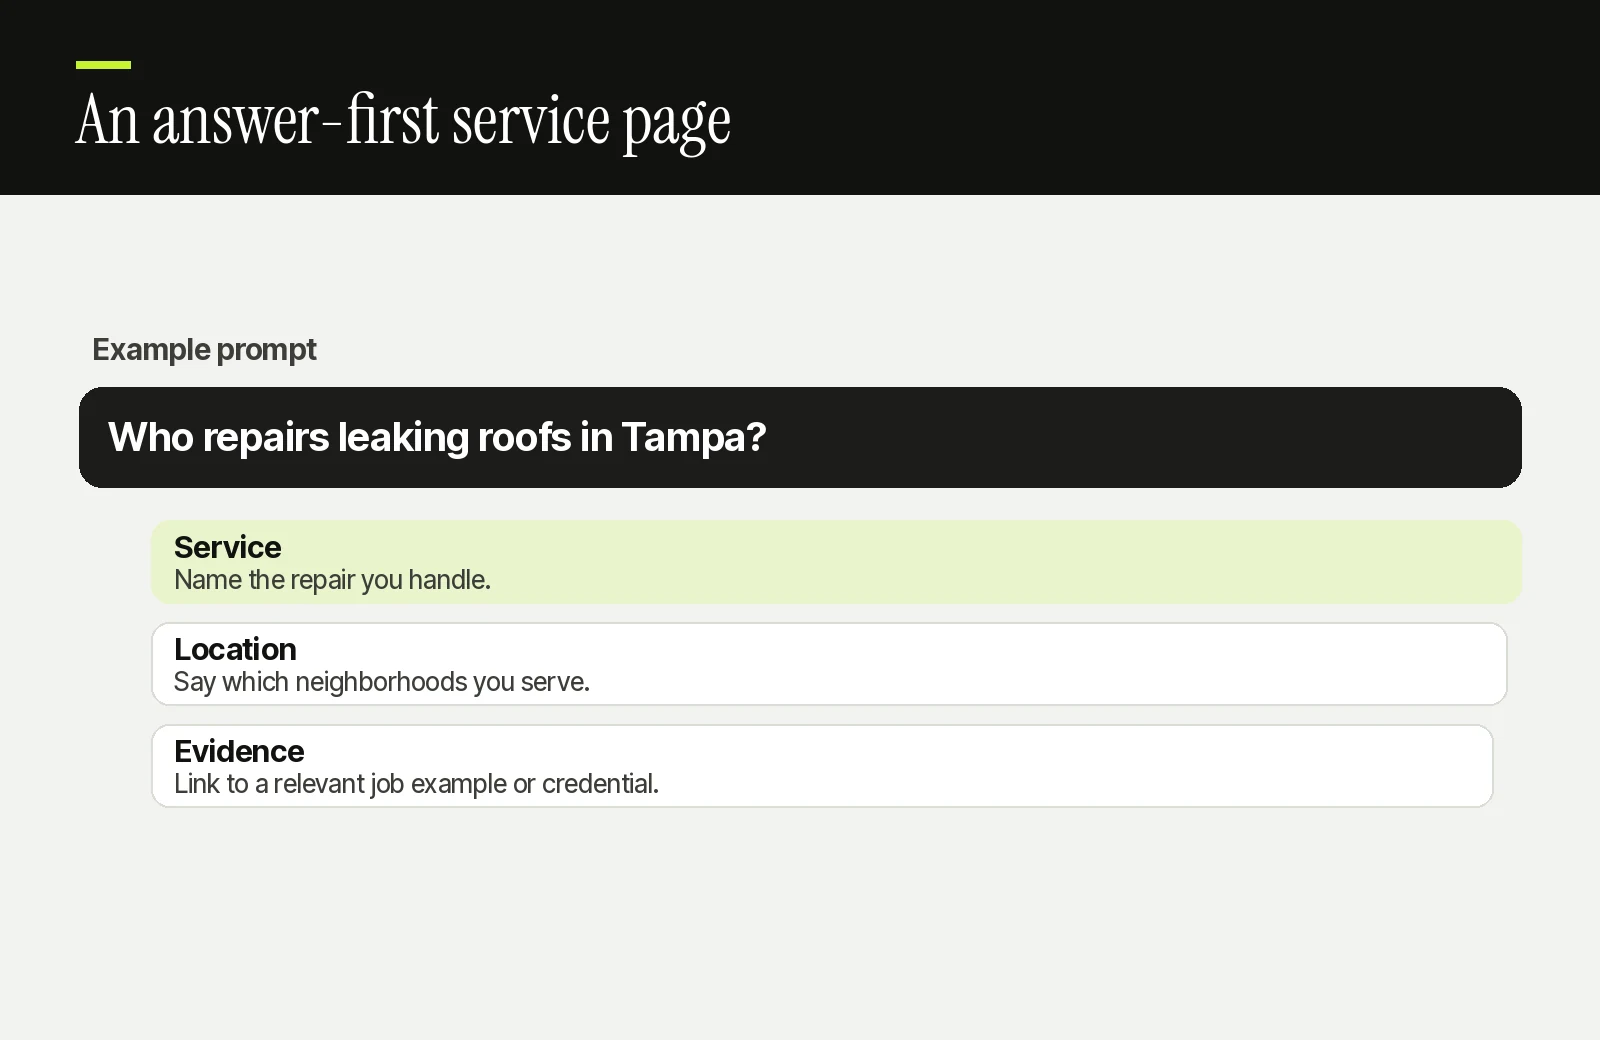 An answer-first service page
Example prompt
Who repairs leaking roofs in Tampa?
Service
Name the repair you handle.
Location
Say which neighborhoods you serve.
Evidence
Link to a relevant job example or credential.